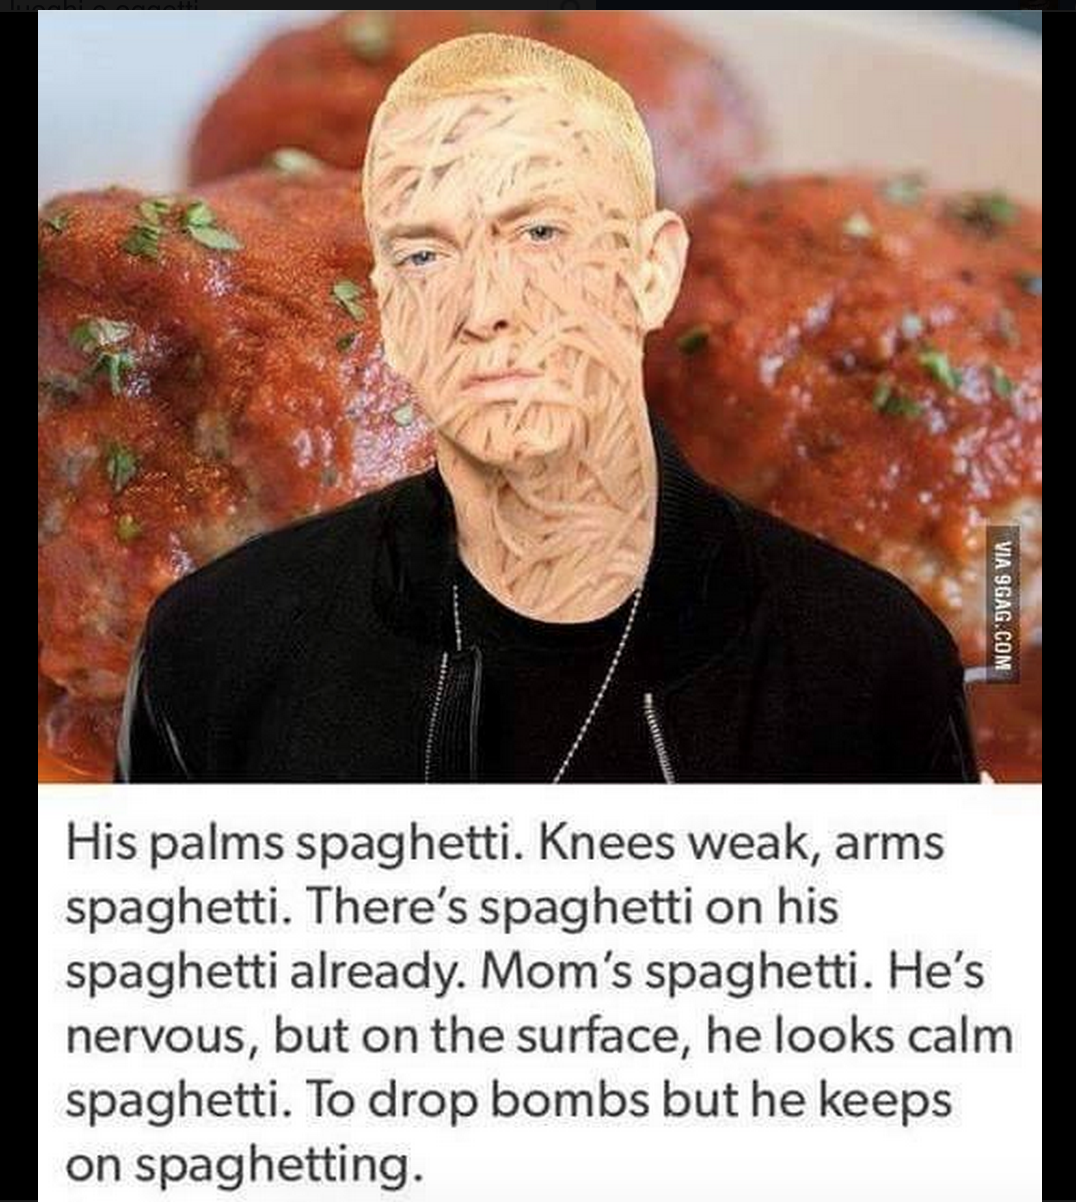 VIA 9GAG.COM
His palms spaghetti. Knees weak, arms
spaghetti. There's spaghetti on his
spaghetti already. Mom's spaghetti. He's
nervous, but on the surface, he looks calm
spaghetti. To drop bombs but he keeps
on spaghetting.